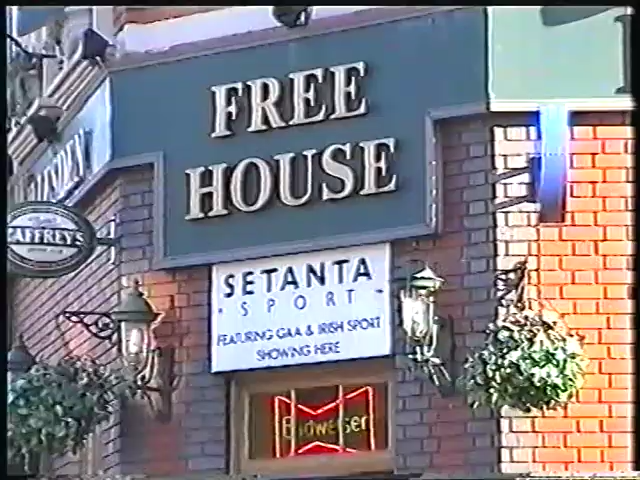 FREE
HOUSE
CAFFREY'S
SETANTA
SPORT
FEATURING GAA & IRISH SPORT
SHOWING HERE
Budweiser